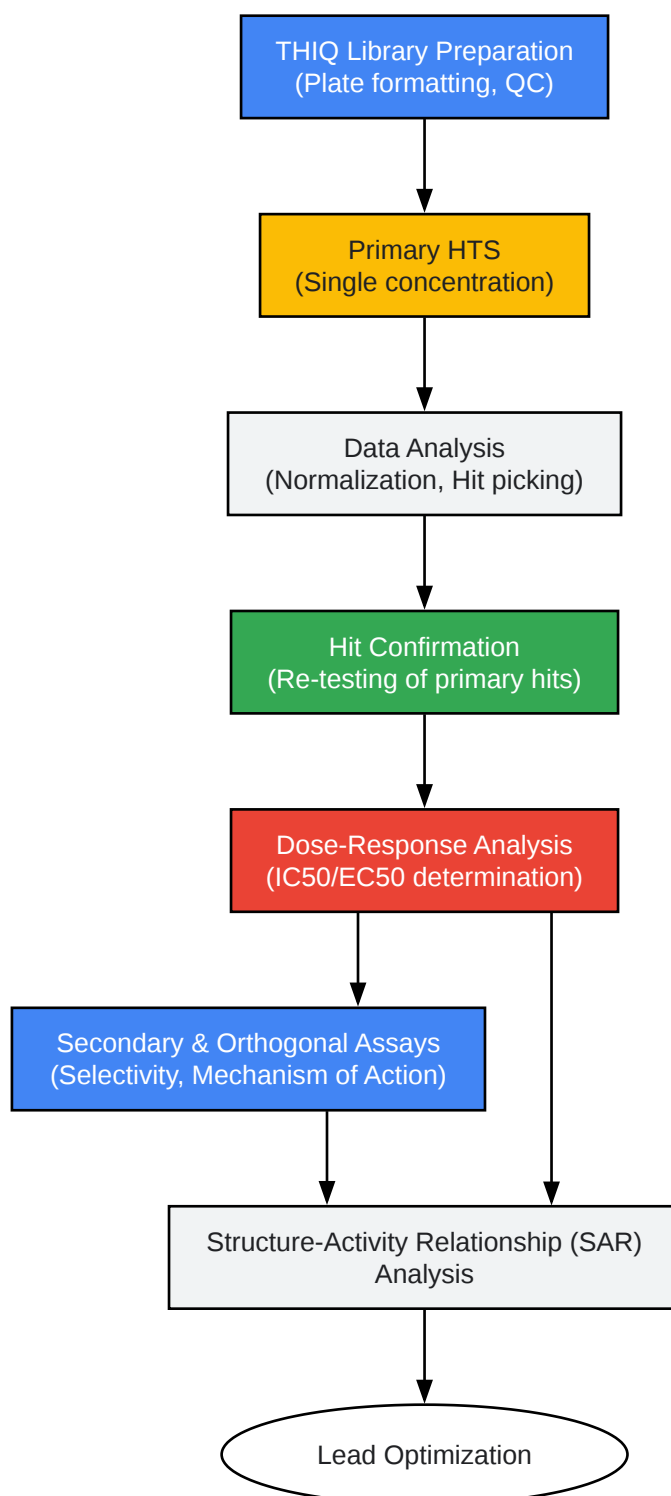 THIQ Library Preparation
(Plate formatting, QC)
Primary HTS
(Single concentration)
Data Analysis
(Normalization, Hit picking)
Hit Confirmation
(Re-testing of primary hits)
Dose-Response Analysis
(IC50/EC50 determination)
Secondary & Orthogonal Assays
(Selectivity, Mechanism of Action)
Structure-Activity Relationship (SAR)
Analysis
Lead Optimization